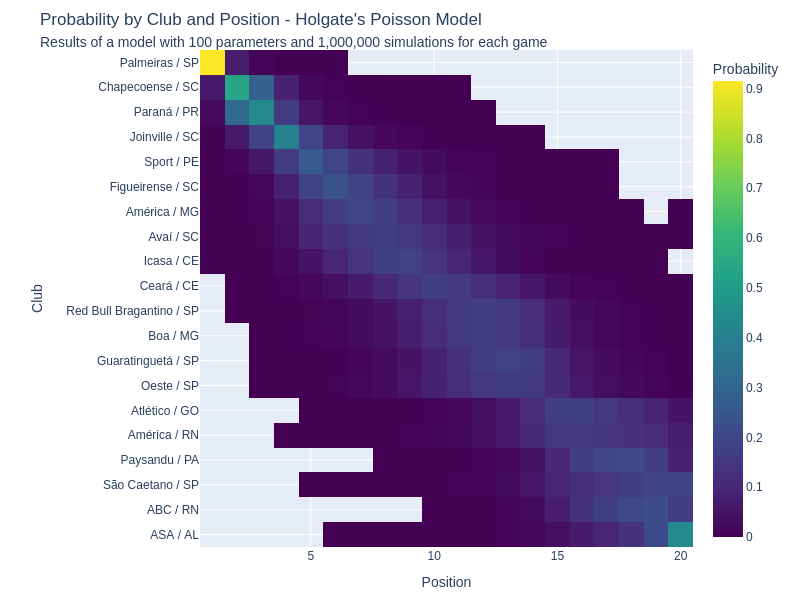 Probability by Club and Position - Holgate's Poisson Model
Results of a model with 100 parameters and 1,000,000 simulations for each game
Probability
Palmeiras / SP
Chapecoense / SC
Paraná / PR
Joinville / SC
Sport / PE
Figueirense / SC
América / MG
Avaí / SC
Icasa / CE
Ceará / CE
Red Bull Bragantino / SP
Boa / MG
Guaratinguetá / SP
Oeste / SP
Atlético / GO
América / RN
Paysandu / PA
São Caetano / SP
ABC / RN
ASA / AL
Club
5 10 15 20
Position
0.9
0.8
0.7
0.6
0.5
0.4
0.3
0.2
0.1
0